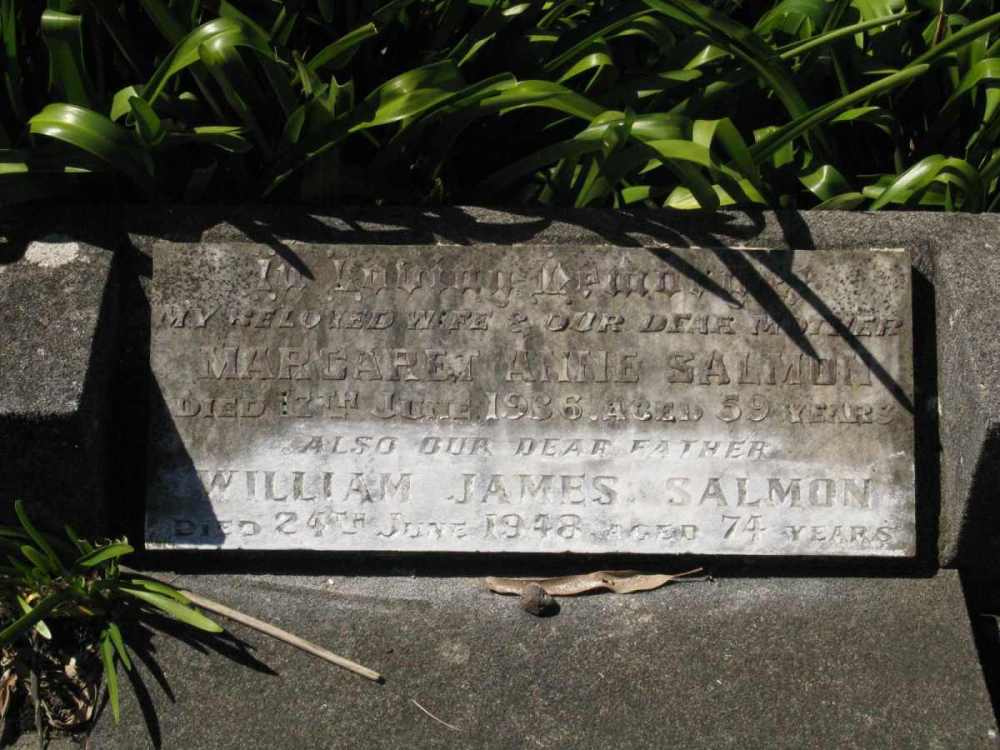 In Loving Memory of
MY BELOVED WIFE & OUR DEAR MOTHER
MARGARET ANNE SALMON
DIED 12TH JUNE 1936. AGED 59 YEARS
ALSO OUR DEAR FATHER
WILLIAM JAMES SALMON
DIED 24TH JUNE 1948 AGED 74 YEARS